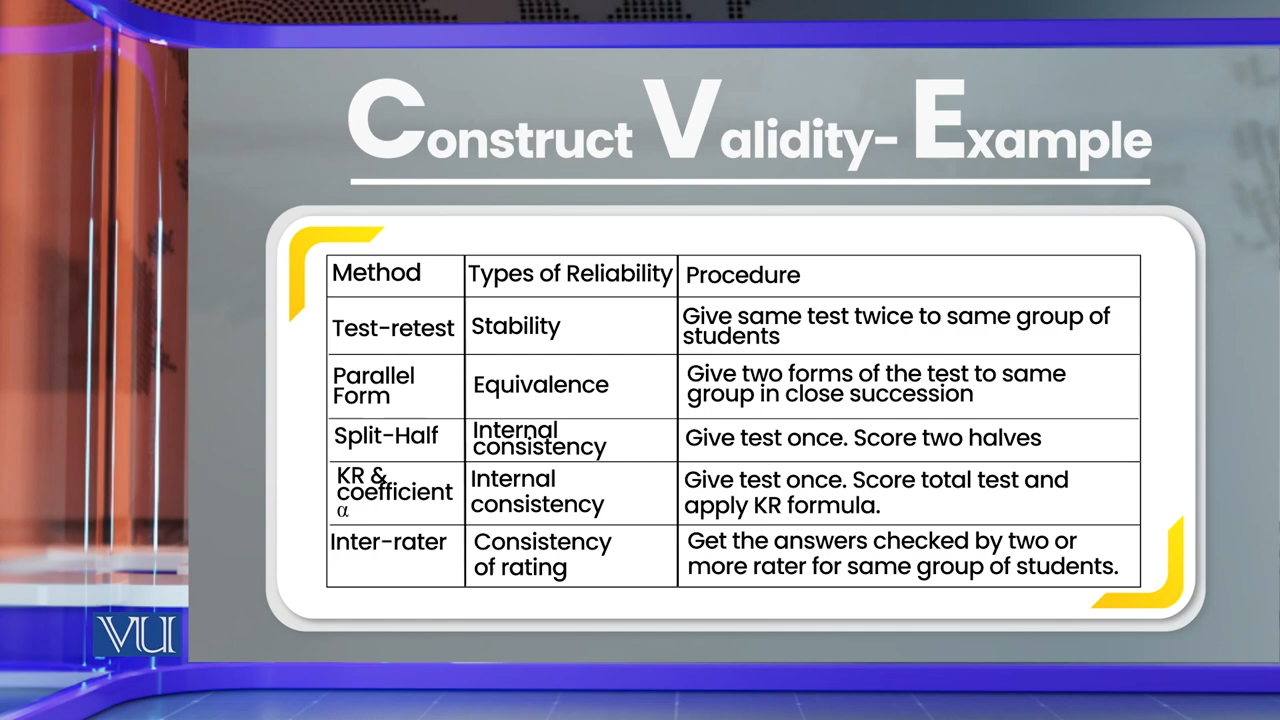 Construct Validity- Example
Method Types of Reliability Procedure
Test-retest Stability Give same test twice to same group of
students
Parallel
Form
Equivalence
Give two forms of the test to same
group in close succession
Split-Half
Internal
consistency
Give test once. Score two halves
KR &
coefficient
α
Internal
consistency
Give test once. Score total test and
apply KR formula.
Inter-rater
Consistency
of rating
Get the answers checked by two or
more rater for same group of students.
VU